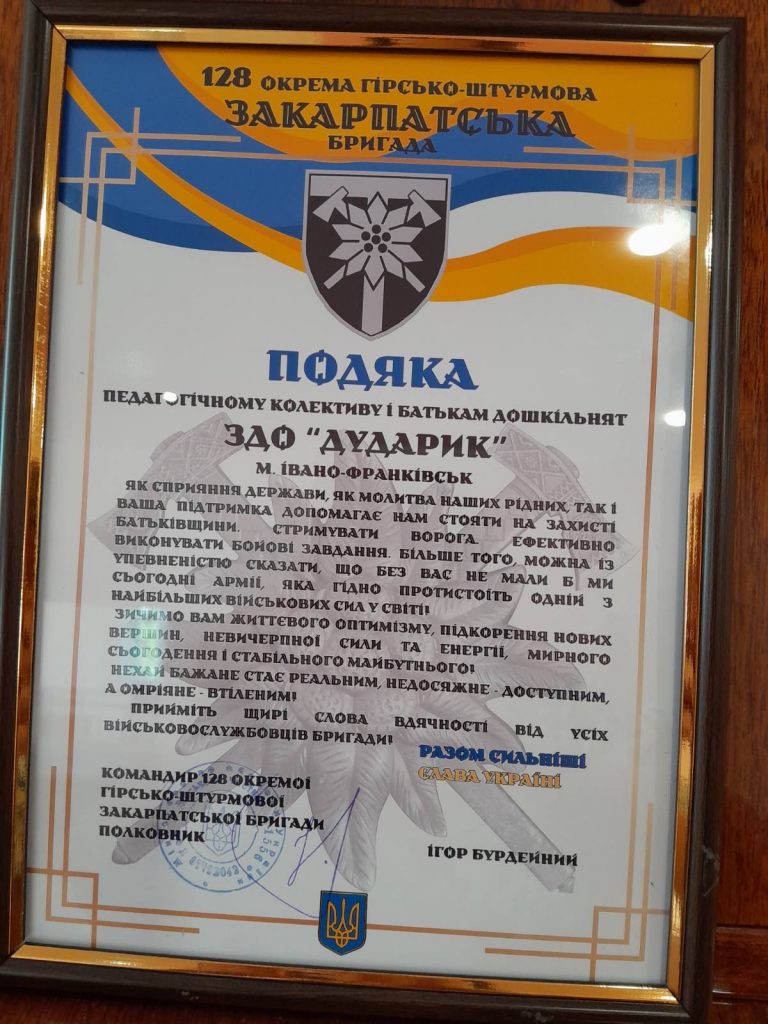 128 ОКРЕМА ГІРСЬКО-ШТУРМОВА
ЗАКАРПАТСЬКА
БРИГАДА
ПОДЯКА
ПЕДАГОГІЧНОМУ КОЛЕКТИВУ І БАТЬКАМ ДОШКІЛЬНЯТ
ЗДО "ДУДАРИК"
М. ІВАНО-ФРАНКІВСЬК
ЯК СПРИЯННЯ ДЕРЖАВИ, ЯК МОЛИТВА НАШИХ РІДНИХ, ТАК І
ВАША ПІДТРИМКА ДОПОМАГАЄ НАМ СТОЯТИ НА ЗАХИСТІ
БАТЬКІВЩИНИ, СТРИМУВАТИ ВОРОГА, ЕФЕКТИВНО
ВИКОНУВАТИ БОЙОВІ ЗАВДАННЯ. БІЛЬШЕ ТОГО, МОЖНА ІЗ
УПЕВНЕНІСТЮ СКАЗАТИ, ЩО БЕЗ ВАС НЕ МАЛИ Б МИ
СЬОГОДНІ АРМІЇ, ЯКА ГІДНО ПРОТИСТОЇТЬ ОДНІЙ З
НАЙБІЛЬШИХ ВІЙСЬКОВИХ СИЛ У СВІТІ!
ЗИЧИМО ВАМ ЖИТТЄВОГО ОПТИМІЗМУ, ПІДКОРЕННЯ НОВИХ
ВЕРШИН, НЕВИЧЕРПНОЇ СИЛИ ТА ЕНЕРГІЇ, МИРНОГО
СЬОГОДЕННЯ І СТАБІЛЬНОГО МАЙБУТНЬОГО!
НЕХАЙ БАЖАНЕ СТАЄ РЕАЛЬНИМ, НЕДОСЯЖНЕ - ДОСТУПНИМ,
А ОМРІЯНЕ - ВТІЛЕНИМ!
ПРИЙМІТЬ ЩИРІ СЛОВА ВДЯЧНОСТІ ВІД УСІХ
ВІЙСЬКОВОСЛУЖБОВЦІВ БРИГАДИ!
РАЗОМ СИЛЬНІШІ
СЛАВА УКРАЇНІ
КОМАНДИР 128 ОКРЕМОЇ
ГІРСЬКО-ШТУРМОВОЇ
ЗАКАРПАТСЬКОЇ БРИГАДИ
ПОЛКОВНИК
ІГОР БУРДЕЙНИЙ